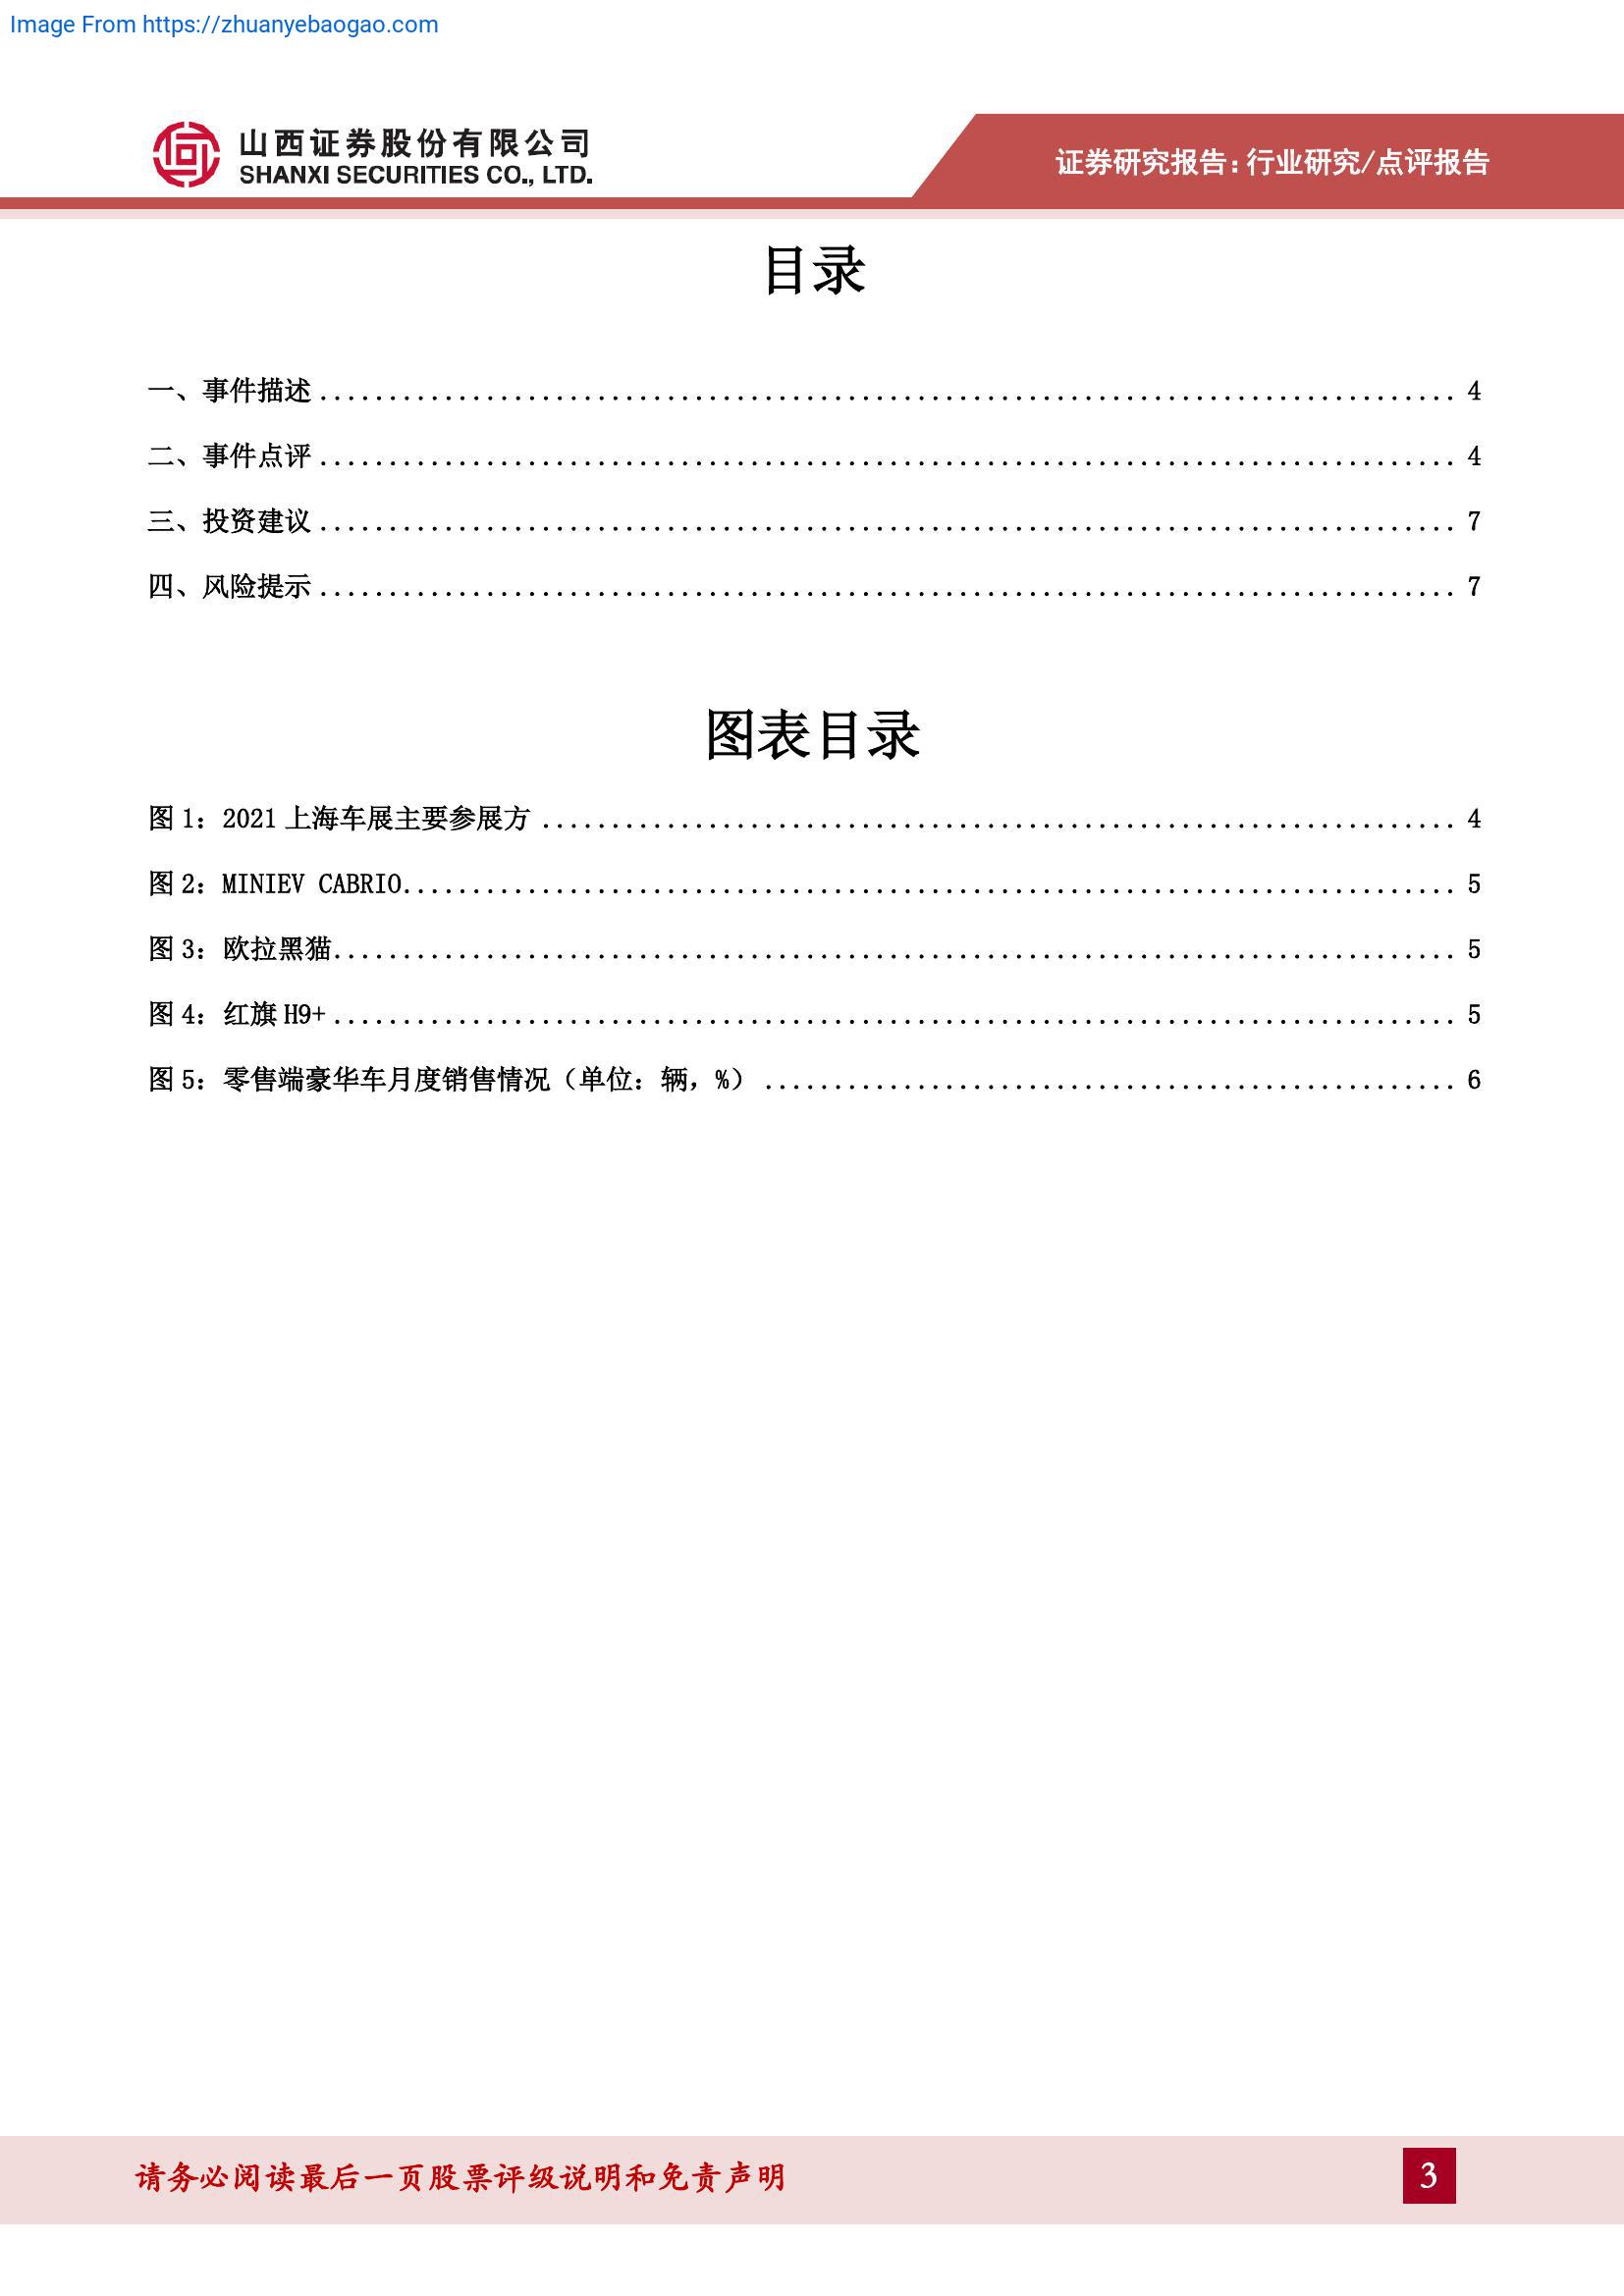 Image From https://zhuanyebaogao.com
山西证券股份有限公司
SHANXI SECURITIES CO., LTD.
证券研究报告：行业研究/点评报告
目录
一、事件描述 ........................................ 4
二、事件点评 ........................................ 4
三、投资建议 ........................................ 7
四、风险提示 ........................................ 7
图表目录
图 1：2021 上海车展主要参展方 ........................................ 4
图 2：MINIEV CABRIO........................................ 5
图 3：欧拉黑猫........................................ 5
图 4：红旗 H9+ ........................................ 5
图 5：零售端豪华车月度销售情况（单位：辆，%） ........................................ 6
请务必阅读最后一页股票评级说明和免责声明
3